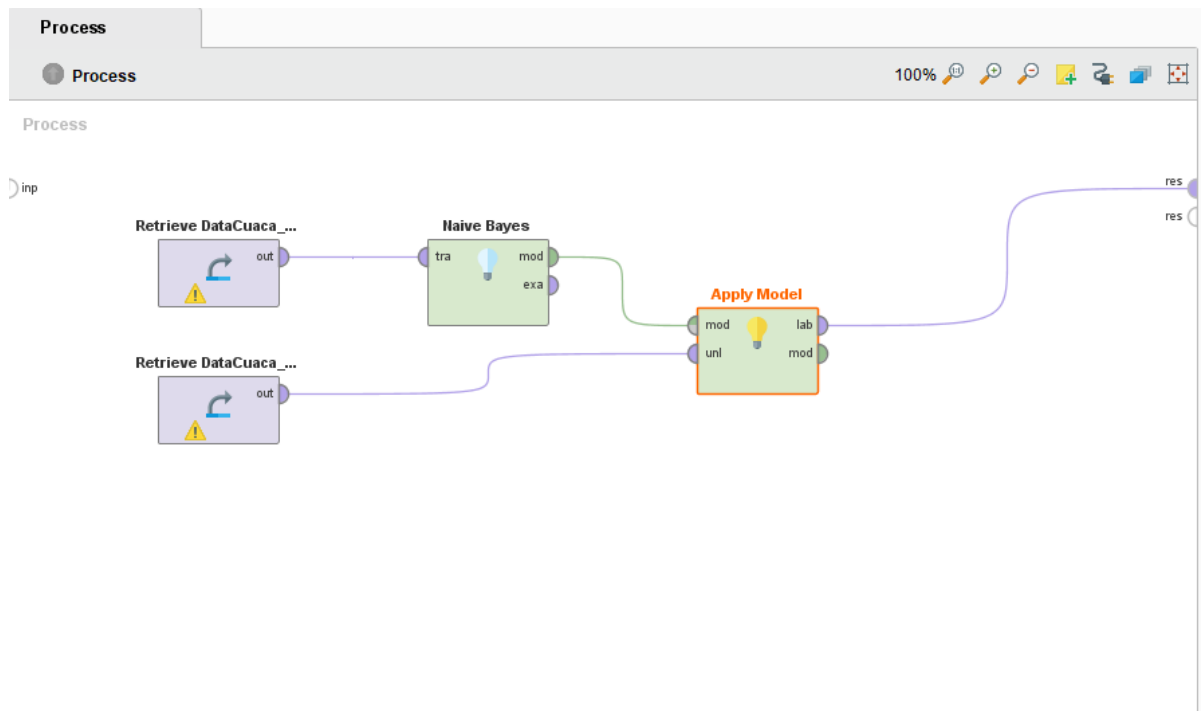 Process
Process
100%
Process
inp
res
res
Retrieve DataCuaca_...
out
Naive Bayes
tra
mod
exa
Apply Model
mod
lab
unl
mod
Retrieve DataCuaca_...
out